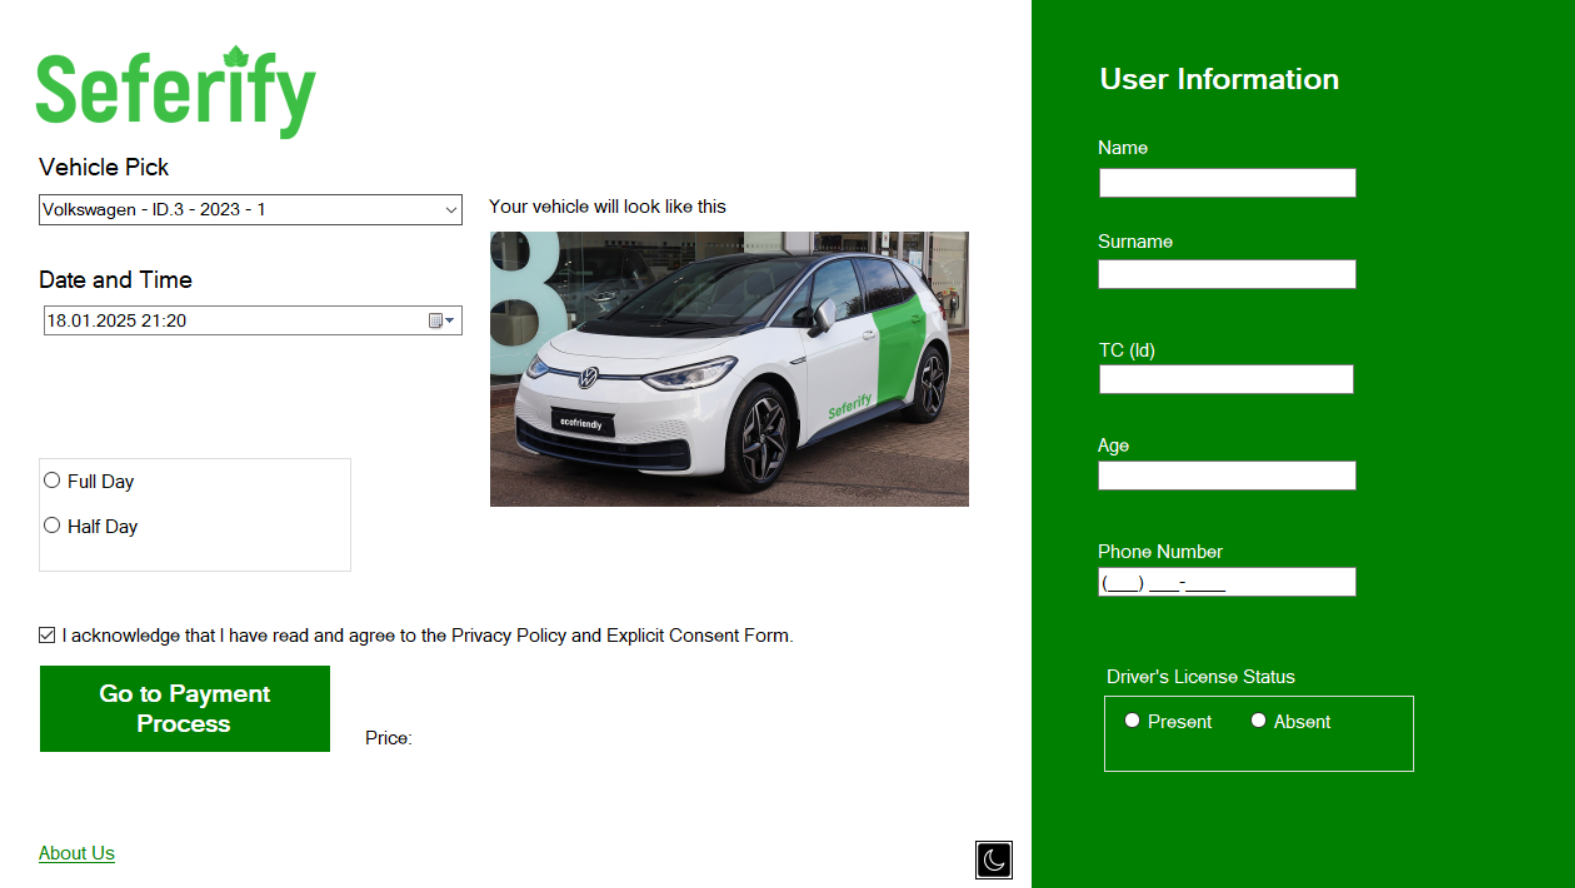 Seferify
Vehicle Pick
Volkswagen - ID.3 - 2023 - 1
Date and Time
18.01.2025 21:20
Full Day
Half Day
Your vehicle will look like this
8
Seferify
ecofriendly
I acknowledge that I have read and agree to the Privacy Policy and Explicit Consent Form.
Go to Payment
Process
Price:
About Us
User Information
Name
Surname
TC (Id)
Age
Phone Number
(___) ___-____
Driver's License Status
Present
Absent